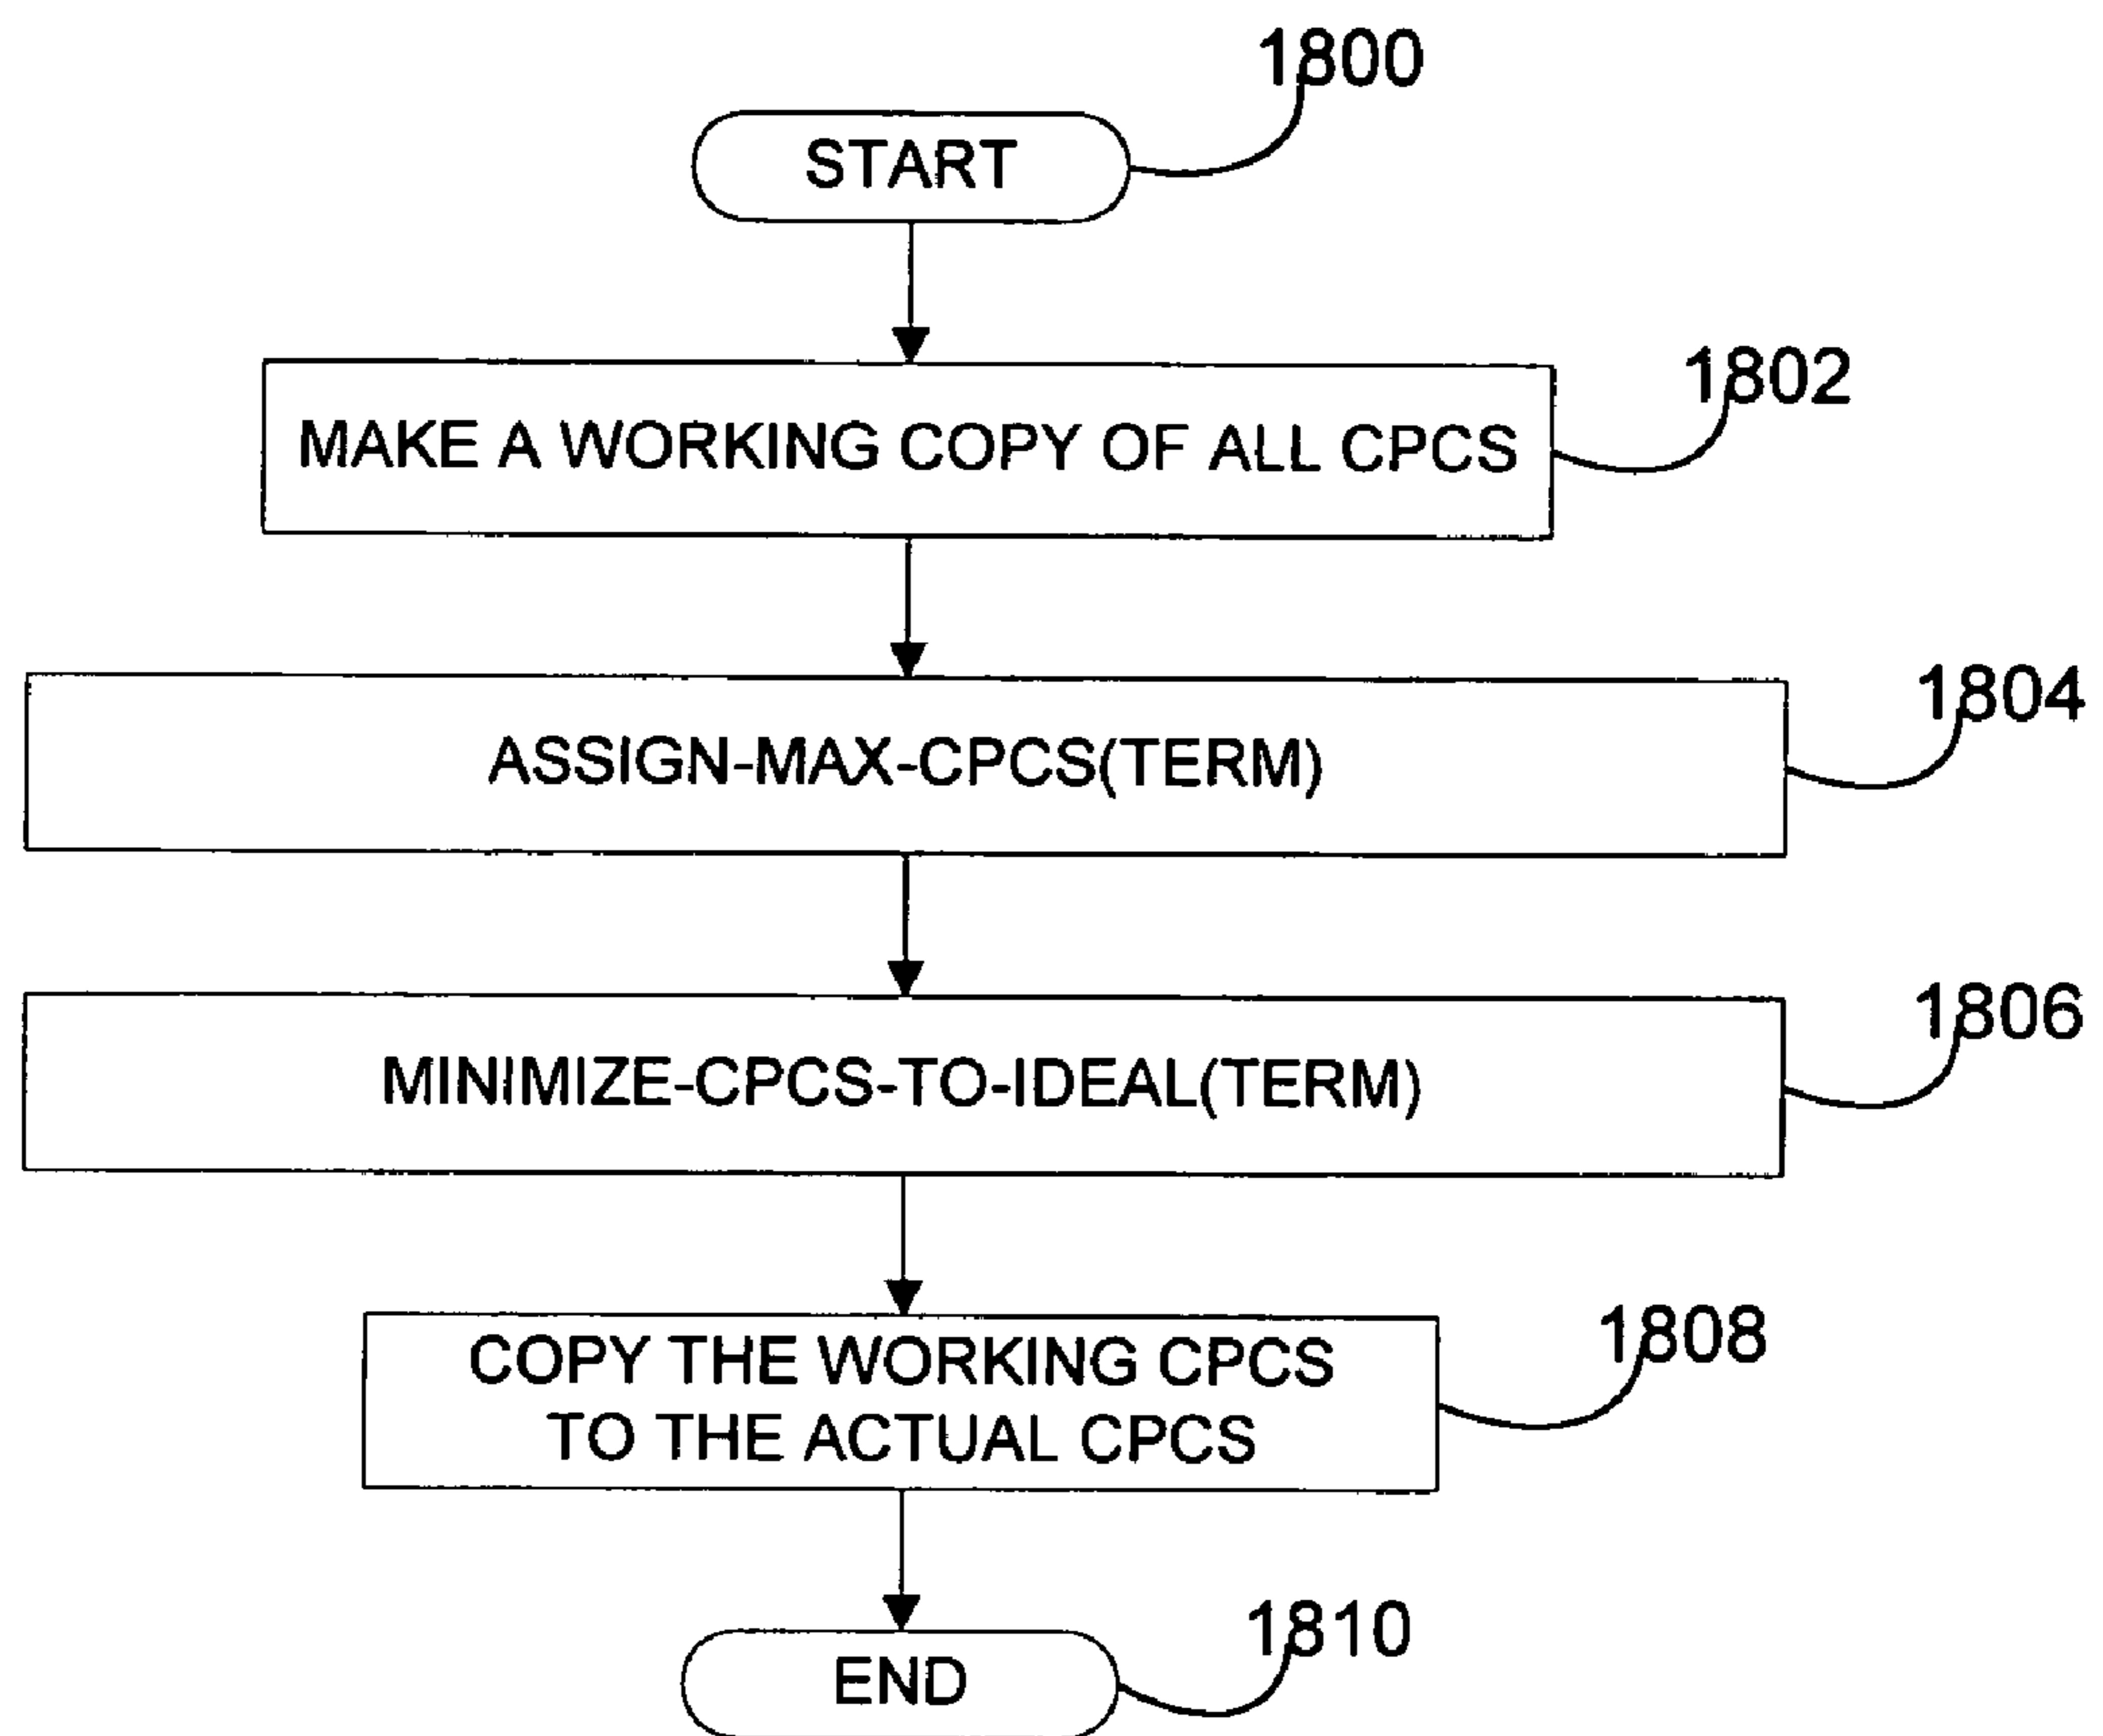 1800
START
1802
MAKE A WORKING COPY OF ALL CPCS
1804
ASSIGN-MAX-CPCS(TERM)
1806
MINIMIZE-CPCS-TO-IDEAL(TERM)
1808
COPY THE WORKING CPCS
TO THE ACTUAL CPCS
1810
END